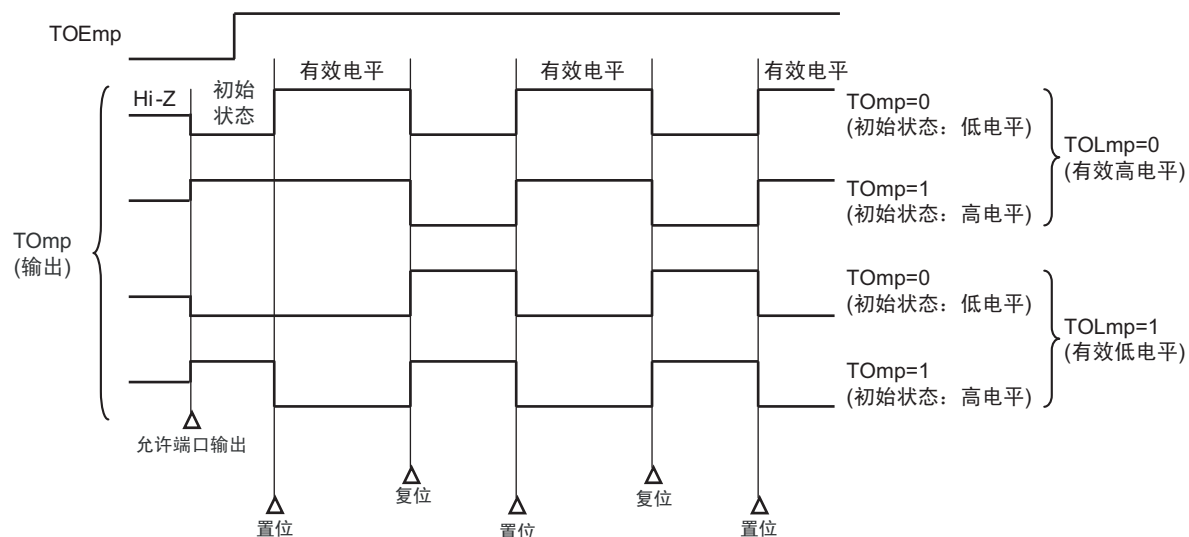 TOEmp
有效电平
有效电平
有效电平
Hi-Z
初始
状态
TOmp=0
(初始状态：低电平)
TOLmp=0
(有效高电平)
TOmp=1
(初始状态：高电平)
TOmp
(输出)
TOmp=0
(初始状态：低电平)
TOLmp=1
(有效低电平)
TOmp=1
(初始状态：高电平)
允许端口输出
复位
复位
置位
置位
置位